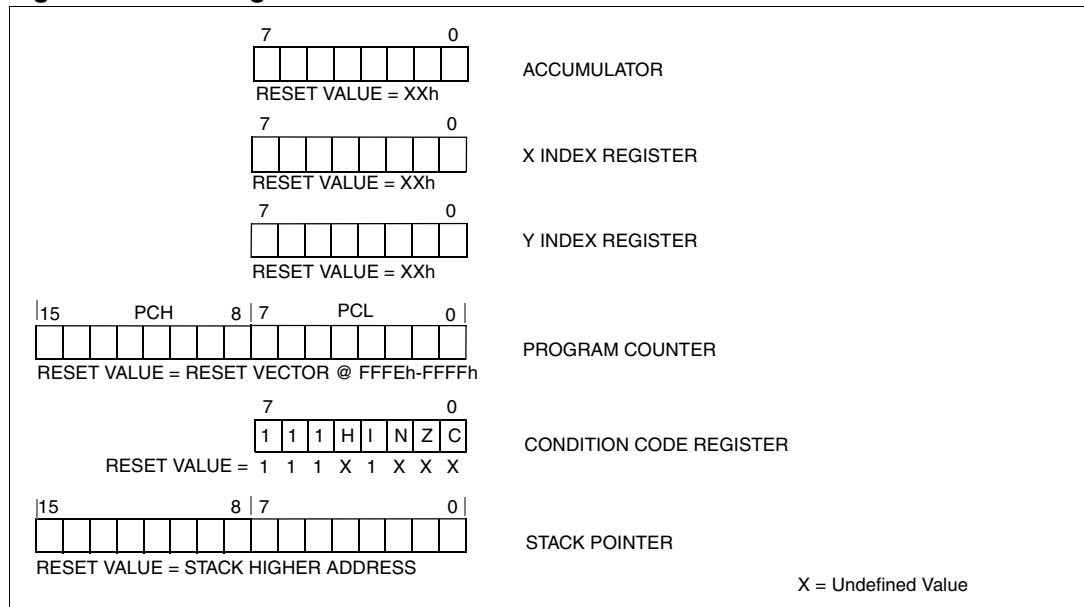 7 0
ACCUMULATOR
RESET VALUE = XXh
7 0
X INDEX REGISTER
RESET VALUE = XXh
7 0
Y INDEX REGISTER
RESET VALUE = XXh
15 PCH 8 7 PCL 0
PROGRAM COUNTER
RESET VALUE = RESET VECTOR @ FFFEh-FFFFh
7 0
1 1 1 H I N Z C
CONDITION CODE REGISTER
RESET VALUE = 1 1 1 X 1 X X X
15 8 7 0
STACK POINTER
RESET VALUE = STACK HIGHER ADDRESS
X = Undefined Value